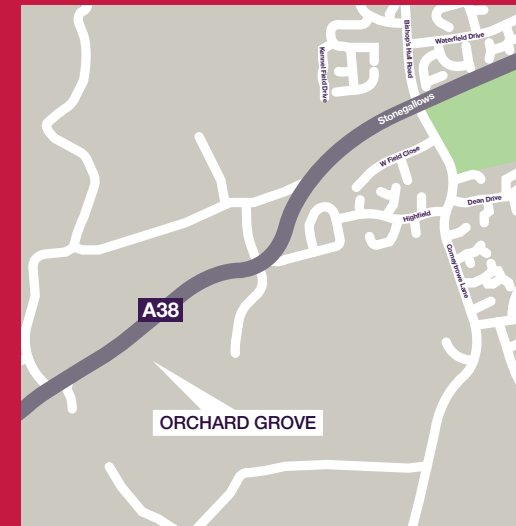 Bishop's Hull Road
Waterfield Drive
Kennel Field Drive
Stonegallows
W Field Close
Dean Drive
Highfield
Comeytrowe Lane
A38
ORCHARD GROVE